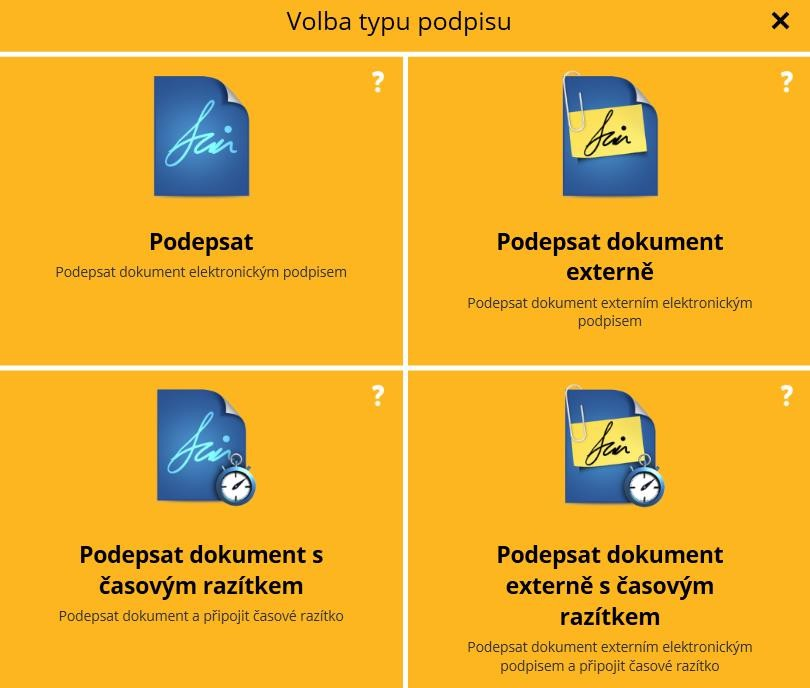 Volba typu podpisu ✕
?
Podepsat
Podepsat dokument elektronickým podpisem
?
Podepsat dokument
externě
Podepsat dokument externím elektronickým
podpisem
?
Podepsat dokument s
časovým razítkem
Podepsat dokument a připojit časové razítko
?
Podepsat dokument
externě s časovým
razítkem
Podepsat dokument externím elektronickým
podpisem a připojit časové razítko